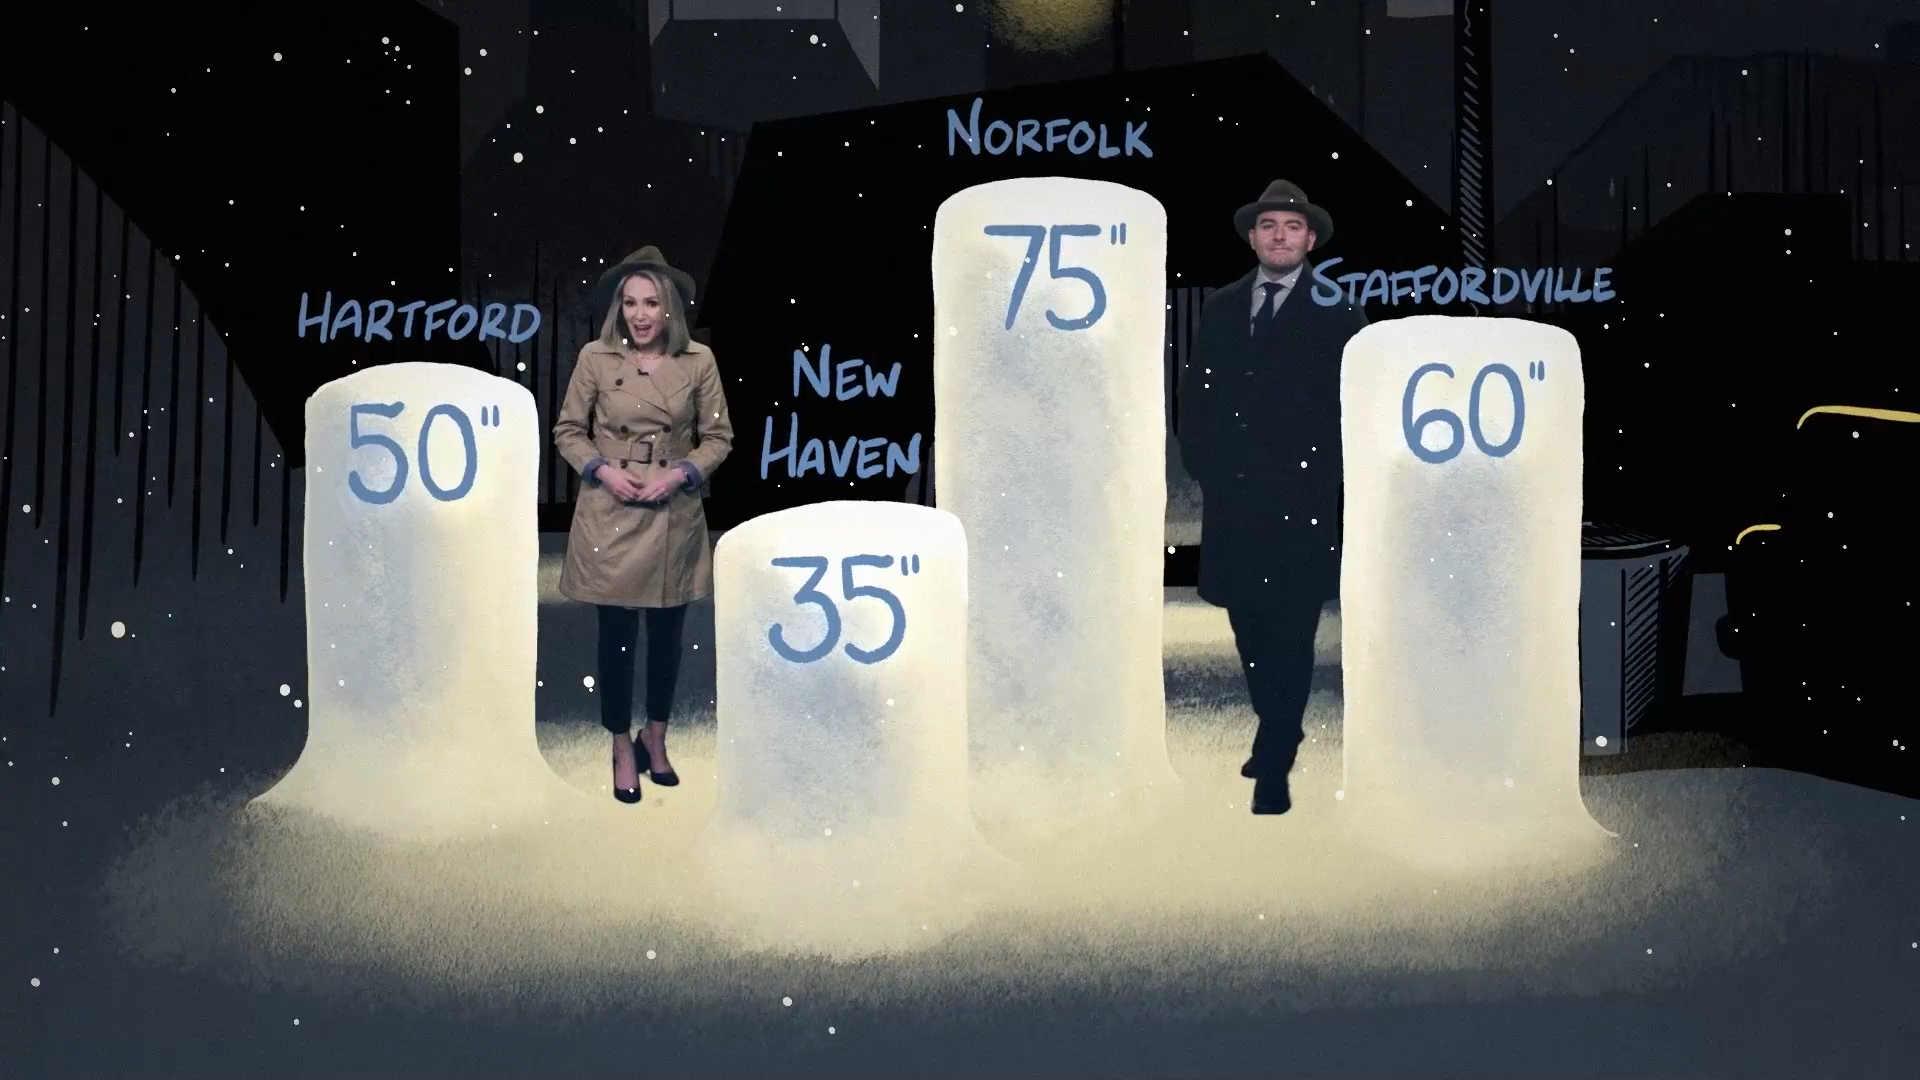 HARTFORD
50"
NEW
HAVEN
35"
NORFOLK
75"
STAFFORDVILLE
60"